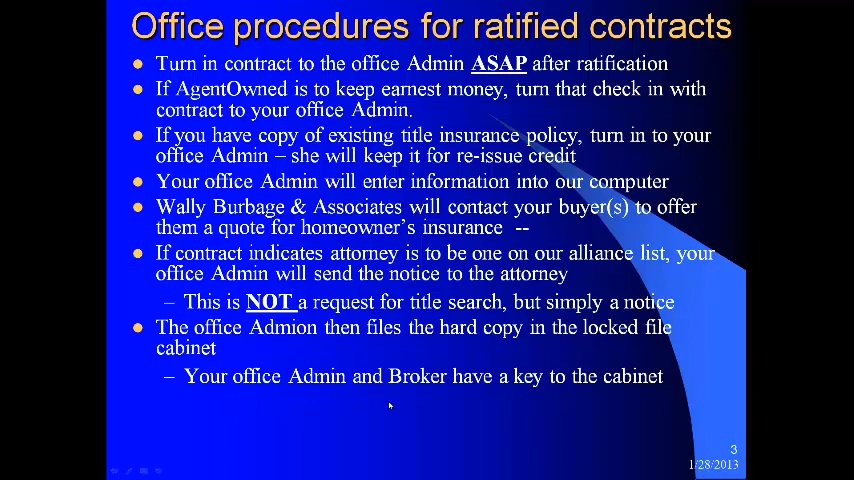 Office procedures for ratified contracts
Turn in contract to the office Admin ASAP after ratification
If AgentOwned is to keep earnest money, turn that check in with
contract to your office Admin.
If you have copy of existing title insurance policy, turn in to your
office Admin – she will keep it for re-issue credit
Your office Admin will enter information into our computer
Wally Burbage & Associates will contact your buyer(s) to offer
them a quote for homeowner's insurance --
If contract indicates attorney is to be one on our alliance list, your
office Admin will send the notice to the attorney
– This is NOT a request for title search, but simply a notice
The office Admion then files the hard copy in the locked file
cabinet
– Your office Admin and Broker have a key to the cabinet
3
1/28/2013